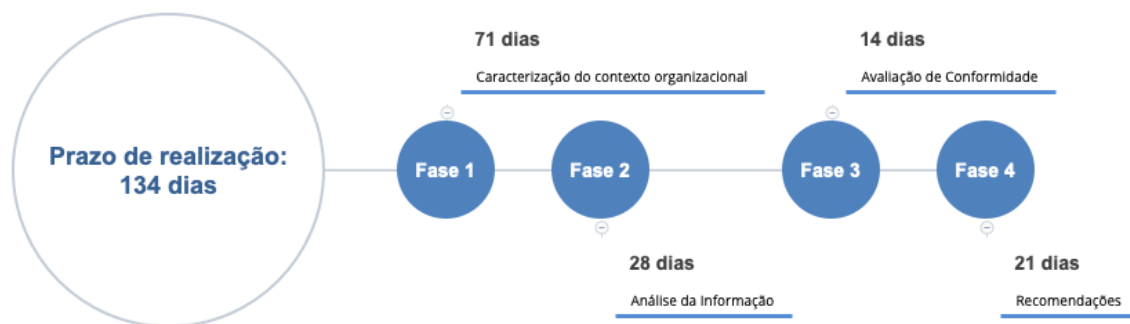 Prazo de realização:
134 dias
71 dias
Caracterização do contexto organizacional
Fase 1
Fase 2
28 dias
Análise da Informação
14 dias
Avaliação de Conformidade
Fase 3
Fase 4
21 dias
Recomendações